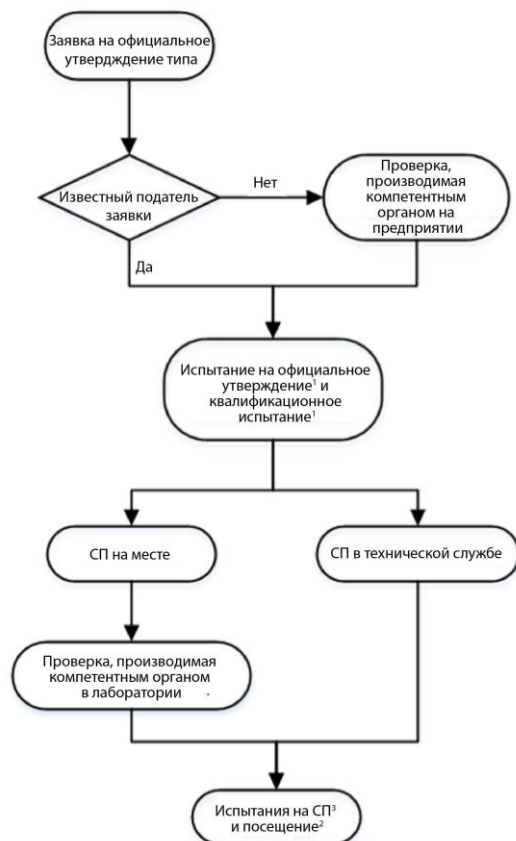 Заявка на официальное
утвердждение типа
Известный податель
заявки
Нет
Проверка,
производимая
компетентным
органом на
предприятии
Да
Испытание на официальное
утверждение¹ и
квалификационное
испытание¹
СП на месте
СП в технической службе
Проверка, производимая
компетентным органом
в лаборатории
Испытания на СП³
и посещение²